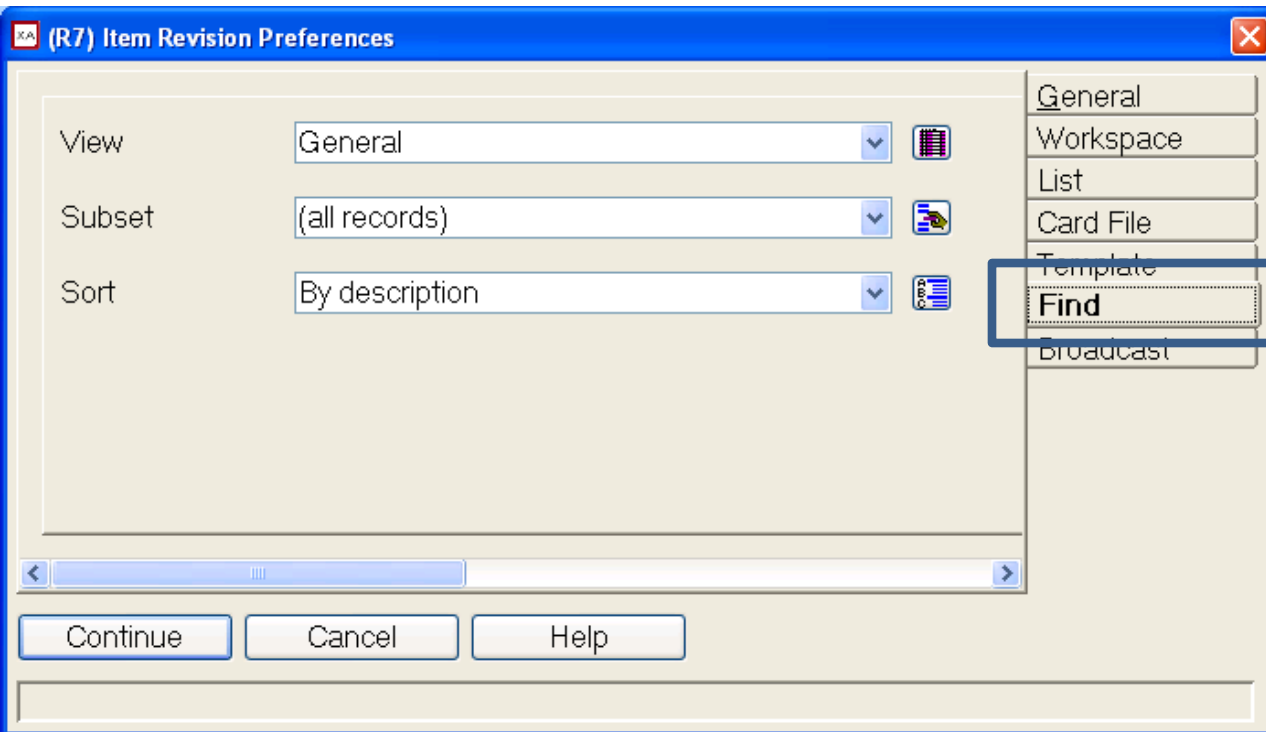 XA (R7) Item Revision Preferences
General
View General
Workspace
List
Subset (all records)
Card File
Template
Sort By description
Find
Broadcast
Continue Cancel Help